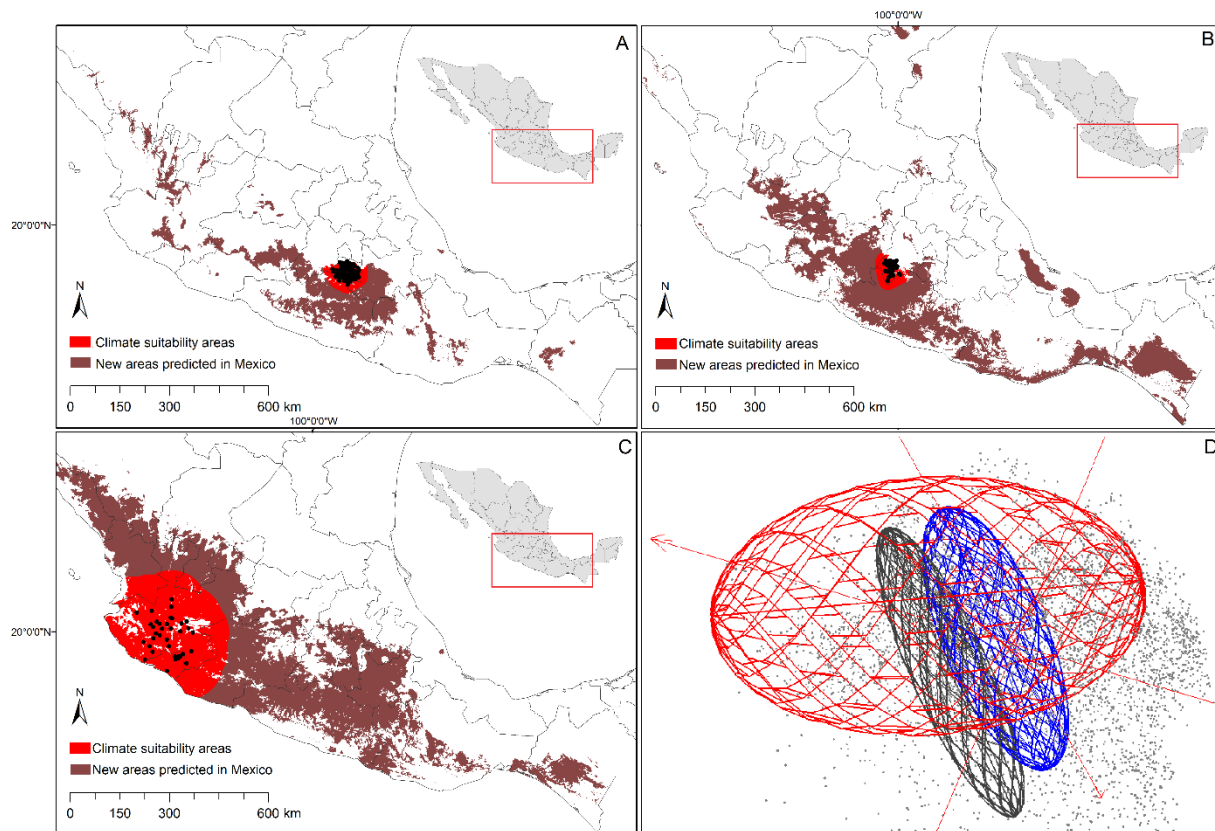 100°0'0"W
A
B
20°0'0"N
N
N
Climate suitability areas
New areas predicted in Mexico
0 150 300 600 km
Climate suitability areas
New areas predicted in Mexico
0 150 300 600 km
100°0'0"W
C
D
20°0'0"N
N
Climate suitability areas
New areas predicted in Mexico
0 150 300 600 km